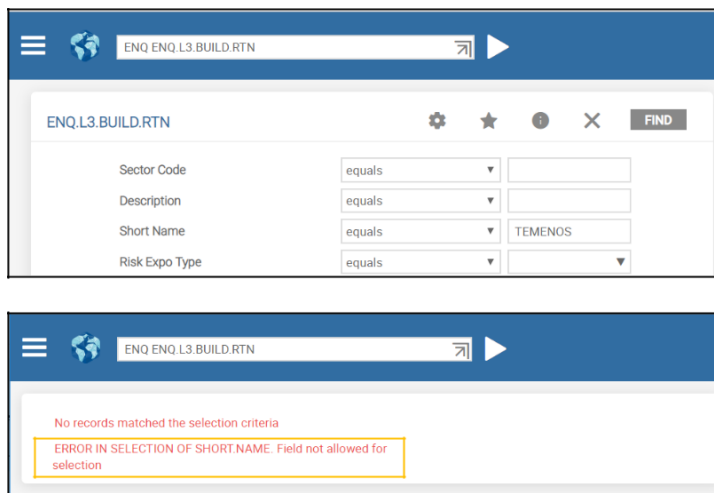 ENQ ENQ.L3.BUILD.RTN
ENQ.L3.BUILD.RTN
FIND
Sector Code equals
Description equals
Short Name equals TEMENOS
Risk Expo Type equals
ENQ ENQ.L3.BUILD.RTN
No records matched the selection criteria
ERROR IN SELECTION OF SHORT.NAME. Field not allowed for
selection